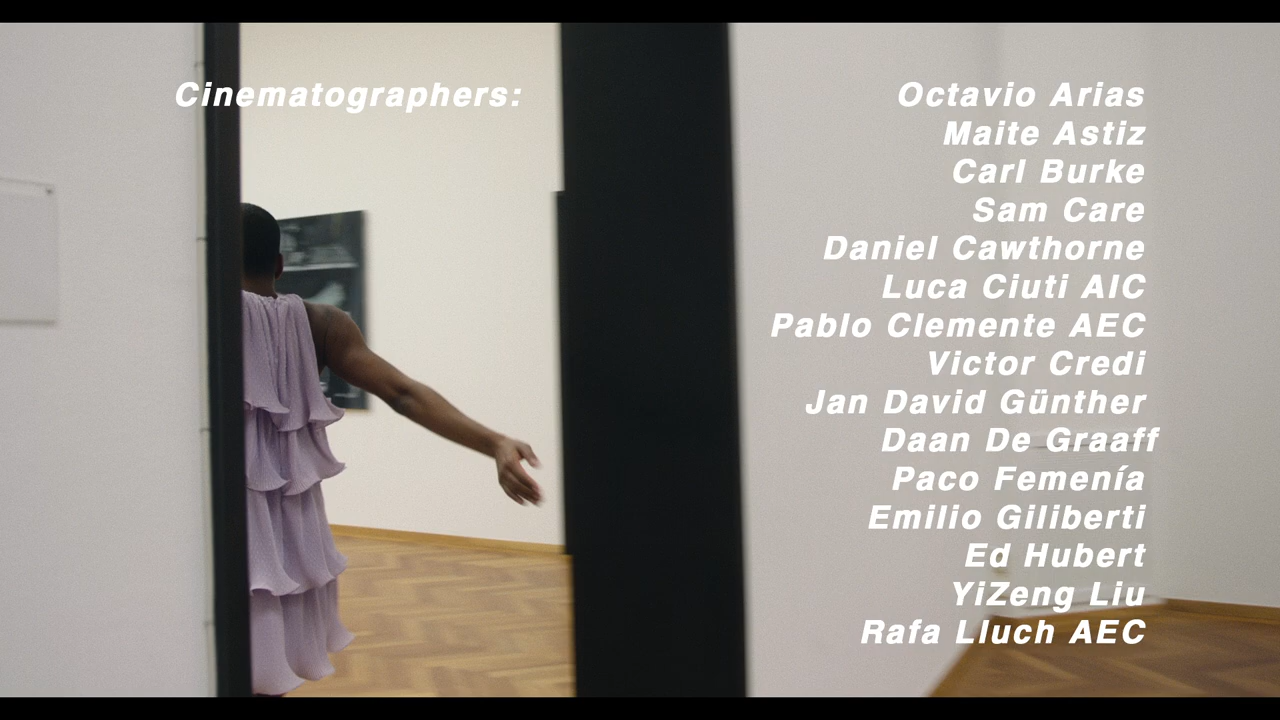 Cinematographers:
Octavio Arias
Maite Astiz
Carl Burke
Sam Care
Daniel Cawthorne
Luca Ciuti AIC
Pablo Clemente AEC
Victor Credi
Jan David Günther
Daan De Graaff
Paco Femenía
Emilio Giliberti
Ed Hubert
YiZeng Liu
Rafa Lluch AEC